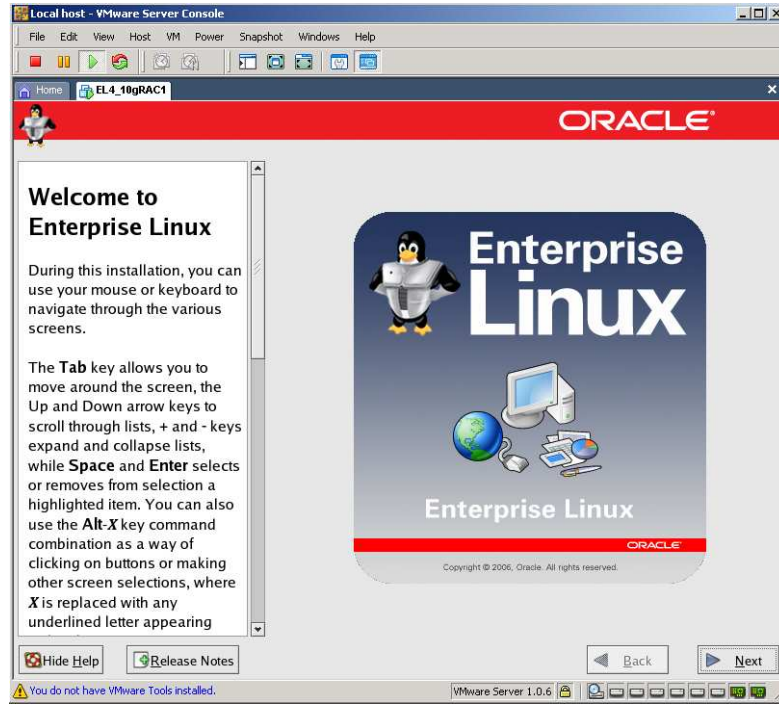 Local host - VMware Server Console
File Edit View Host VM Power Snapshot Windows Help
Home EL4_10gRAC1
ORACLE®
Welcome to
Enterprise Linux
During this installation, you can
use your mouse or keyboard to
navigate through the various
screens.
The Tab key allows you to
move around the screen, the
Up and Down arrow keys to
scroll through lists, + and - keys
expand and collapse lists,
while Space and Enter selects
or removes from selection a
highlighted item. You can also
use the Alt-X key command
combination as a way of
clicking on buttons or making
other screen selections, where
X is replaced with any
underlined letter appearing
Enterprise
Linux
Enterprise Linux
ORACLE
Copyright © 2006, Oracle. All rights reserved.
Hide Help Release Notes Back Next
You do not have VMware Tools installed. VMware Server 1.0.6